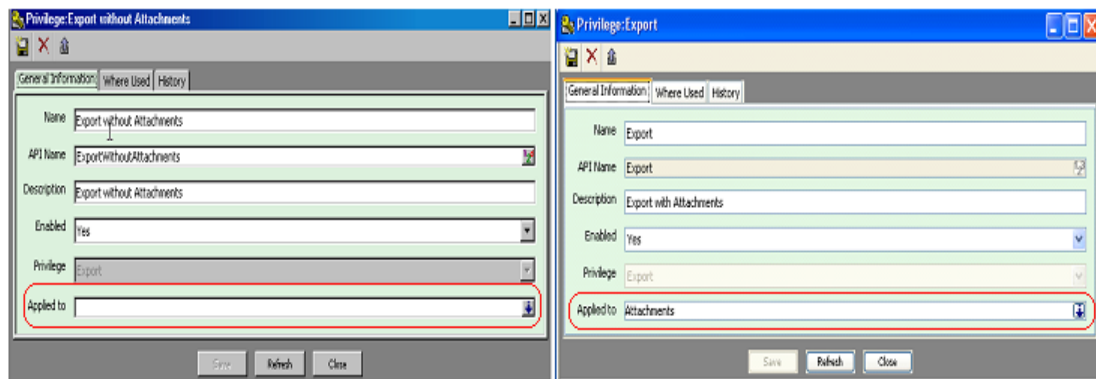 Privilege:Export without Attachments
General Information Where Used History
Name Export without Attachments
API Name ExportWithoutAttachments
Description Export without Attachments
Enabled Yes
Privilege Export
Applied to
Save Refresh Close
Privilege:Export
General Information Where Used History
Name Export
API Name Export
Description Export with Attachments
Enabled Yes
Privilege Export
Applied to Attachments
Save Refresh Close